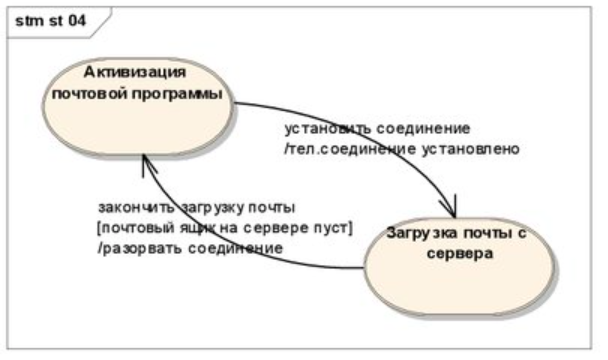 stm st 04
Активизация
почтовой программы
установить соединение
/тел.соединение установлено
закончить загрузку почты
[почтовый ящик на сервере пуст]
/разорвать соединение
Загрузка почты с
сервера